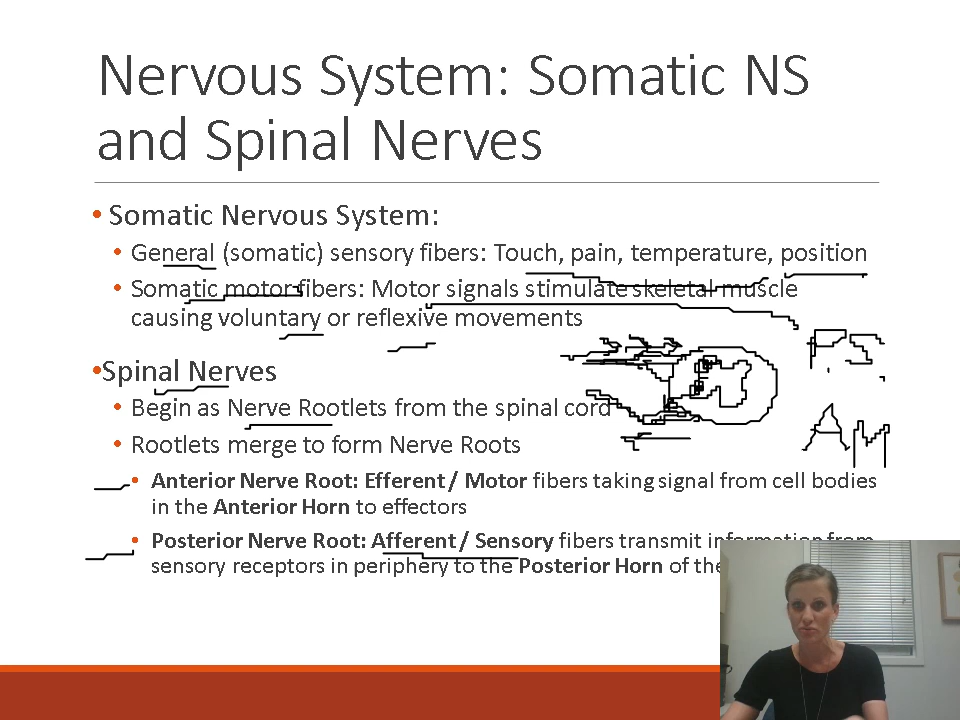 Nervous System: Somatic NS
and Spinal Nerves
• Somatic Nervous System:
• General (somatic) sensory fibers: Touch, pain, temperature, position
• Somatic motor fibers: Motor signals stimulate skeletal muscle
causing voluntary or reflexive movements
•Spinal Nerves
• Begin as Nerve Rootlets from the spinal cord
• Rootlets merge to form Nerve Roots
• Anterior Nerve Root: Efferent / Motor fibers taking signal from cell bodies
in the Anterior Horn to effectors
• Posterior Nerve Root: Afferent / Sensory fibers transmit information from
sensory receptors in periphery to the Posterior Horn of the
PS
AM